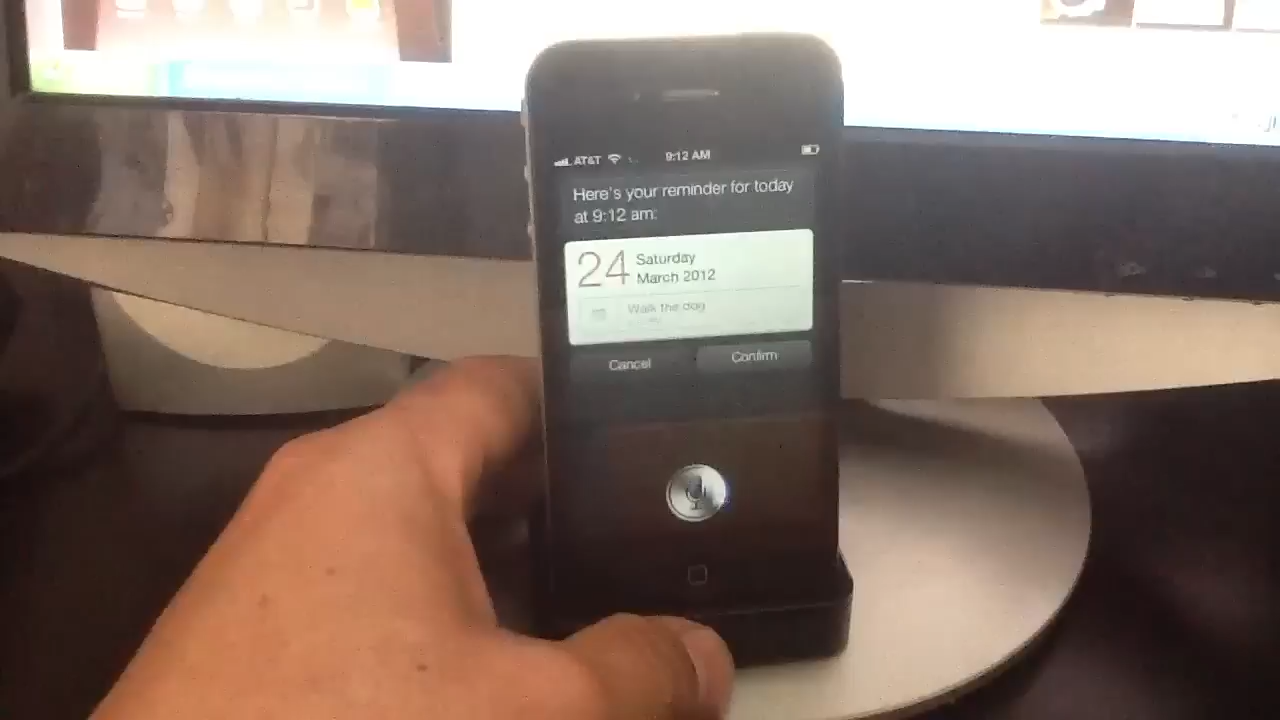 AT&T 9:12 AM
Here's your reminder for today
at 9:12 am:
24 Saturday
March 2012
Walk the dog
Cancel Confirm